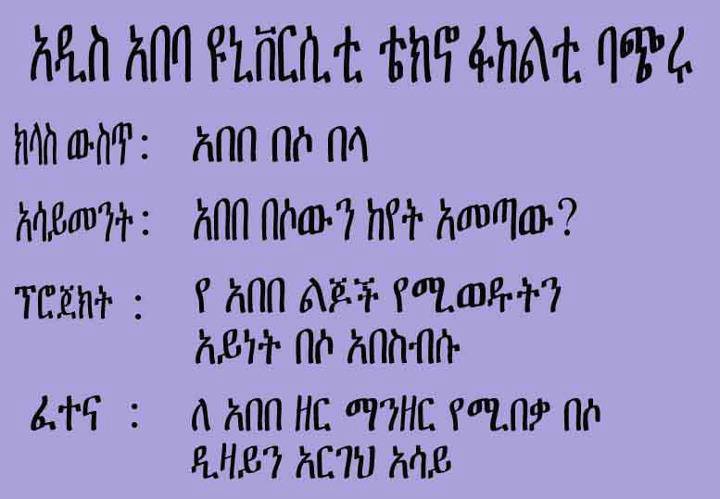 አዲስ አበባ ዩኒቨርሲቲ ቴክኖ ፋከልቲ ባጭሩ
ክላስ ውስጥ : አበበ በሶ በላ
አሳይመንት : አበበ በሶውን ከየት አመጣው?
ፕሮጀክት : የ አበበ ልጆች የሚወዱትን
አይነት በሶ አበስብሱ
ፈተና : ለ አበበ ዘር ማንዘር የሚበቃ በሶ
ዲዛይን አርገህ አሳይ